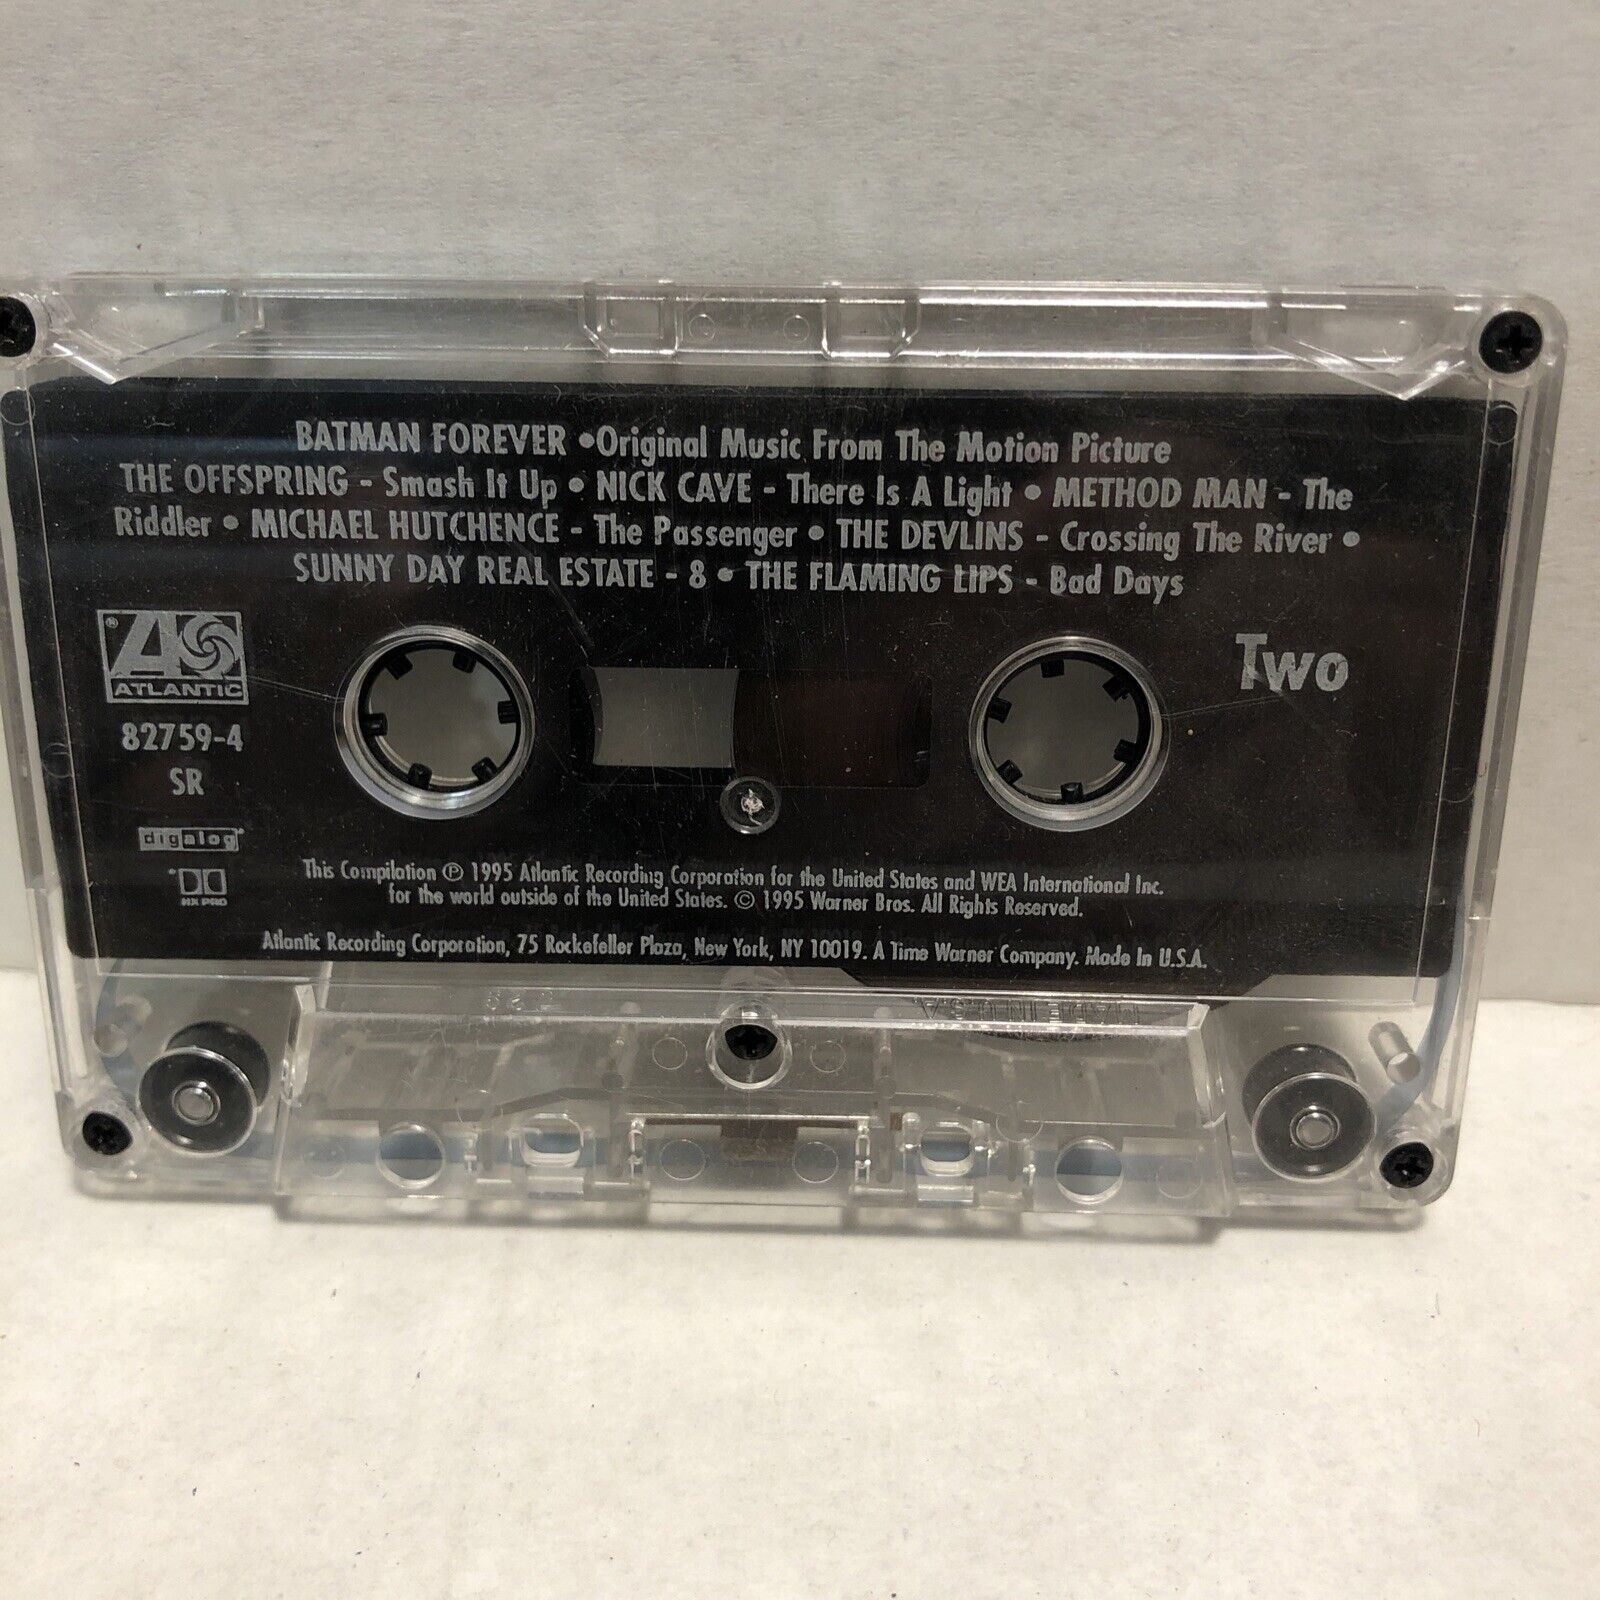 BATMAN FOREVER •Original Music From The Motion Picture
THE OFFSPRING - Smash It Up • NICK CAVE - There Is A Light • METHOD MAN - The
Riddler • MICHAEL HUTCHENCE - The Passenger • THE DEVLINS - Crossing The River •
SUNNY DAY REAL ESTATE - 8 • THE FLAMING LIPS - Bad Days
®
ATLANTIC
Two
82759-4
SR
digalog
HX PRO
This Compilation ℗ 1995 Atlantic Recording Corporation for the United States and WEA International Inc.
for the world outside of the United States. © 1995 Warner Bros. All Rights Reserved.
Atlantic Recording Corporation, 75 Rockefeller Plaza, New York, NY 10019. A Time Warner Company. Made In U.S.A.